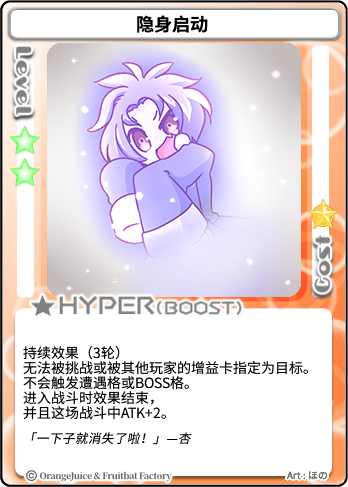 隐身启动
Level
Cost
HYPER(BOOST)
持续效果（3轮）
无法被挑战或被其他玩家的增益卡指定为目标。
不会触发遭遇格或BOSS格。
进入战斗时效果结束，
并且这场战斗中ATK+2。
「一下子就消失了啦！」—杏
© OrangeJuice & Fruitbat Factory
Art : ほの